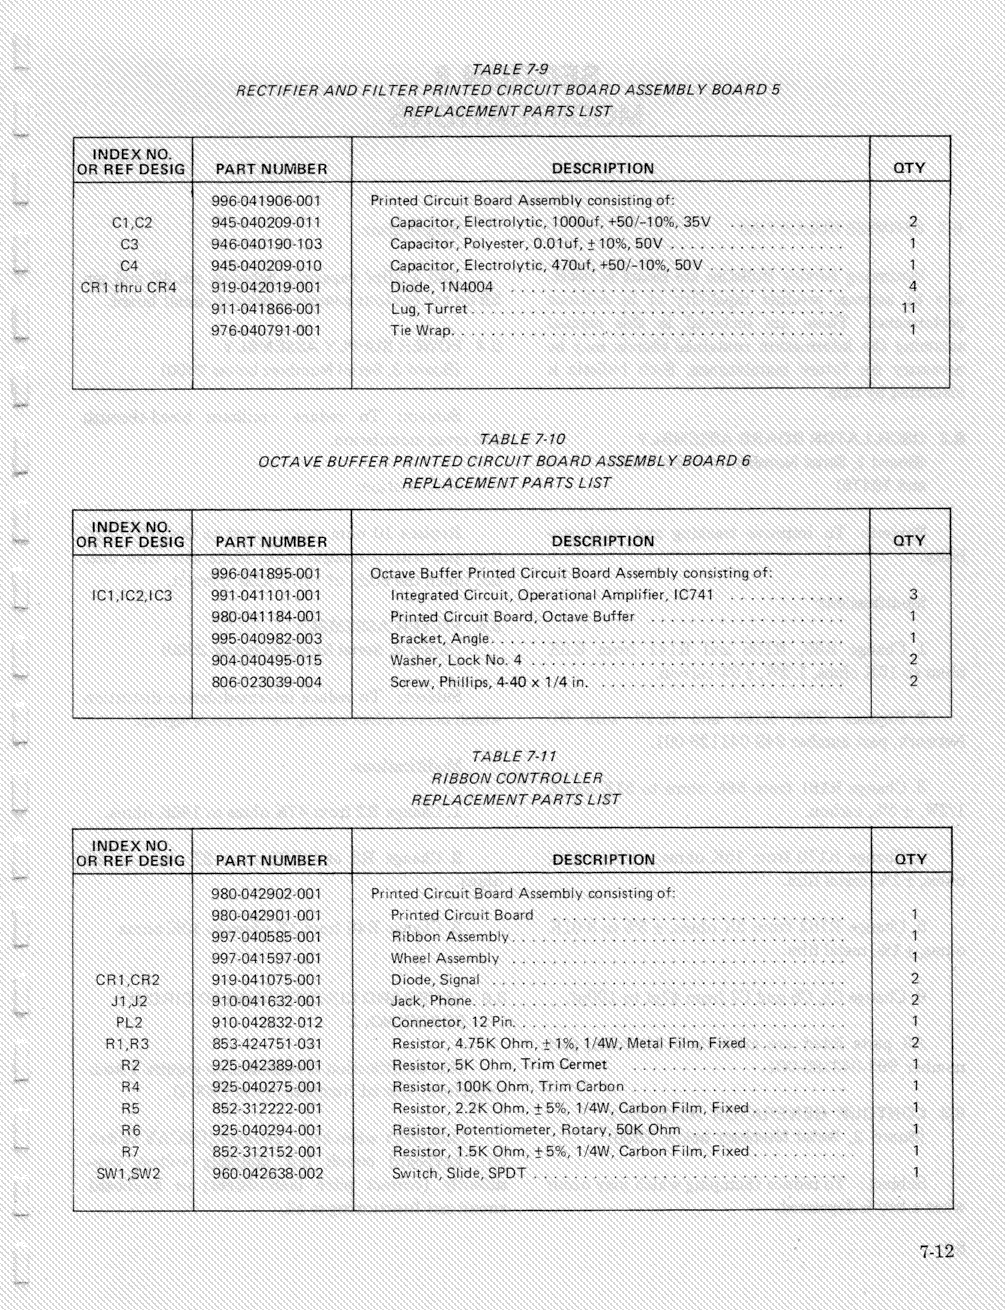 TABLE 7-9
RECTIFIER AND FILTER PRINTED CIRCUIT BOARD ASSEMBLY BOARD 5
REPLACEMENT PARTS LIST
INDEX NO. OR REF DESIG PART NUMBER DESCRIPTION QTY
996-041906-001 Printed Circuit Board Assembly consisting of:
C1,C2 945-040209-011 Capacitor, Electrolytic, 1000uf, +50/-10%, 35V 2
C3 946-040190-103 Capacitor, Polyester, 0.01uf, ±10%, 50V 1
C4 945-040209-010 Capacitor, Electrolytic, 470uf, +50/-10%, 50V 1
CR1 thru CR4 919-042019-001 Diode, 1N4004 4
911-041866-001 Lug, Turret 11
976-040791-001 Tie Wrap 1
TABLE 7-10
OCTAVE BUFFER PRINTED CIRCUIT BOARD ASSEMBLY BOARD 6
REPLACEMENT PARTS LIST
INDEX NO. OR REF DESIG PART NUMBER DESCRIPTION QTY
996-041895-001 Octave Buffer Printed Circuit Board Assembly consisting of:
IC1,IC2,IC3 991-041101-001 Integrated Circuit, Operational Amplifier, IC741 3
980-041184-001 Printed Circuit Board, Octave Buffer 1
995-040982-003 Bracket, Angle 1
904-040495-015 Washer, Lock No. 4 2
806-023039-004 Screw, Phillips, 4-40 x 1/4 in. 2
TABLE 7-11
RIBBON CONTROLLER
REPLACEMENT PARTS LIST
INDEX NO. OR REF DESIG PART NUMBER DESCRIPTION QTY
980-042902-001 Printed Circuit Board Assembly consisting of:
980-042901-001 Printed Circuit Board 1
997-040585-001 Ribbon Assembly 1
997-041597-001 Wheel Assembly 1
CR1,CR2 919-041075-001 Diode, Signal 2
J1,J2 910-041632-001 Jack, Phone 2
PL2 910-042832-012 Connector, 12 Pin 1
R1,R3 853-424751-031 Resistor, 4.75K Ohm, ±1%, 1/4W, Metal Film, Fixed 2
R2 925-042389-001 Resistor, 5K Ohm, Trim Cermet 1
R4 925-040275-001 Resistor, 100K Ohm, Trim Carbon 1
R5 852-312222-001 Resistor, 2.2K Ohm, ±5%, 1/4W, Carbon Film, Fixed 1
R6 925-040294-001 Resistor, Potentiometer, Rotary, 50K Ohm 1
R7 852-312152-001 Resistor, 1.5K Ohm, ±5%, 1/4W, Carbon Film, Fixed 1
SW1,SW2 960-042638-002 Switch, Slide, SPDT 1
7-12